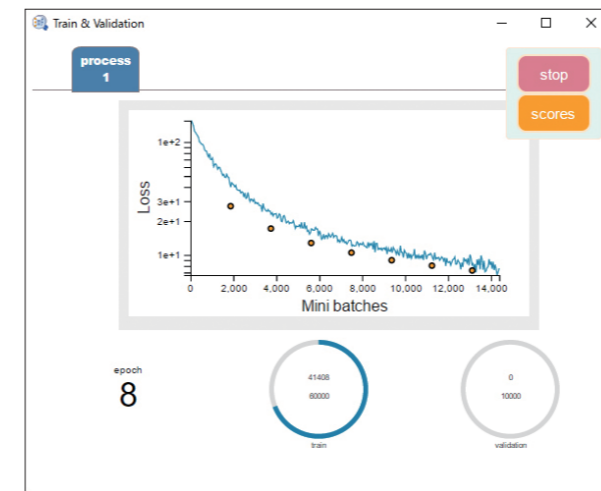 Train & Validation
process
1
stop
scores
1e+2
3e+1
2e+1
1e+1
Loss
0 2,000 4,000 6,000 8,000 10,000 12,000 14,000
Mini batches
epoch
8
41408
60000
train
0
10000
validation